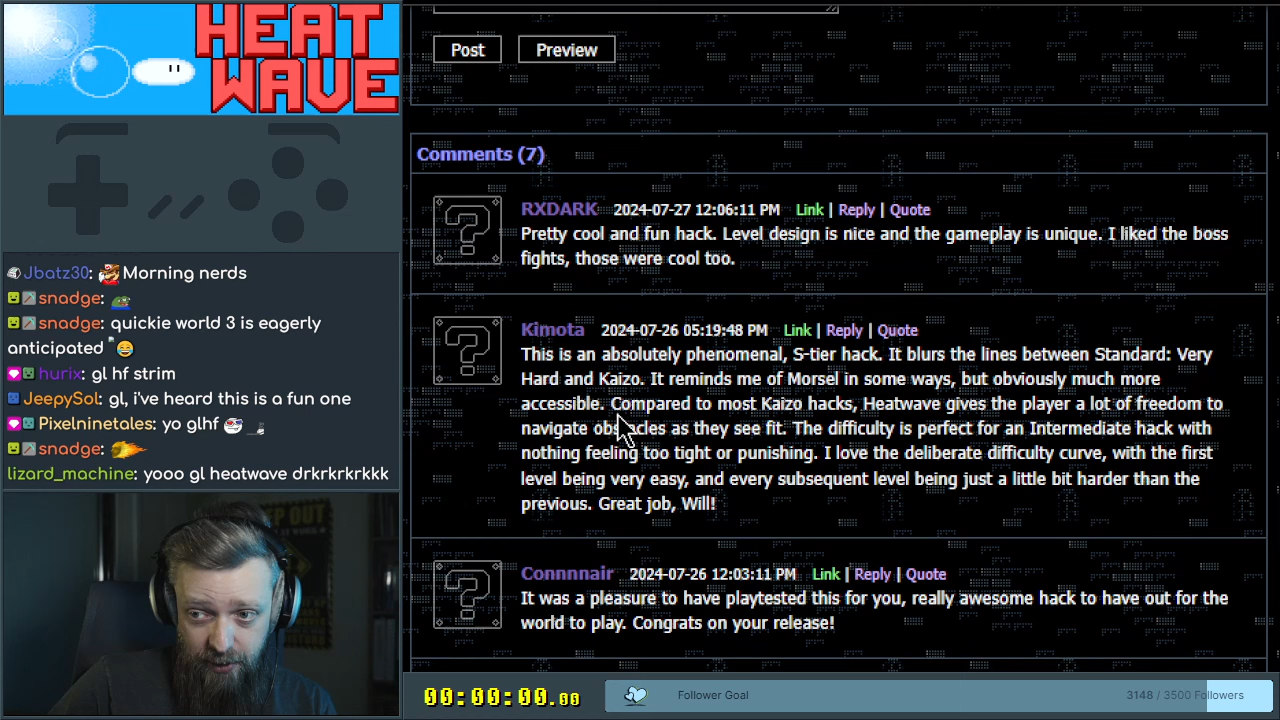 HEAT
WAVE
Jbatz30: Morning nerds
snadge:
snadge: quickie world 3 is eagerly
anticipated
hurix: gl hf strim
JeepySol: gl, i've heard this is a fun one
Pixelninetales: yo glhf
snadge:
lizard_machine: yooo gl heatwave drkrkrkrkkk
Post Preview
Comments (7)
RXDARK 2024-07-27 12:06:11 PM Link | Reply | Quote
Pretty cool and fun hack. Level design is nice and the gameplay is unique. I liked the boss
fights, those were cool too.
Kimota 2024-07-26 05:19:48 PM Link | Reply | Quote
This is an absolutely phenomenal, S-tier hack. It blurs the lines between Standard: Very
Hard and Kaizo. It reminds me of Morsel in some ways, but obviously much more
accessible. Compared to most Kaizo hacks, Heatwave gives the player a lot of freedom to
navigate obstacles as they see fit. The difficulty is perfect for an Intermediate hack with
nothing feeling too tight or punishing. I love the deliberate difficulty curve, with the first
level being very easy, and every subsequent level being just a little bit harder than the
previous. Great job, Will!
Connnnair 2024-07-26 12:03:11 PM Link | Reply | Quote
It was a pleasure to have playtested this for you, really awesome hack to have out for the
world to play. Congrats on your release!
00:00:00.00
Follower Goal 3148 / 3500 Followers